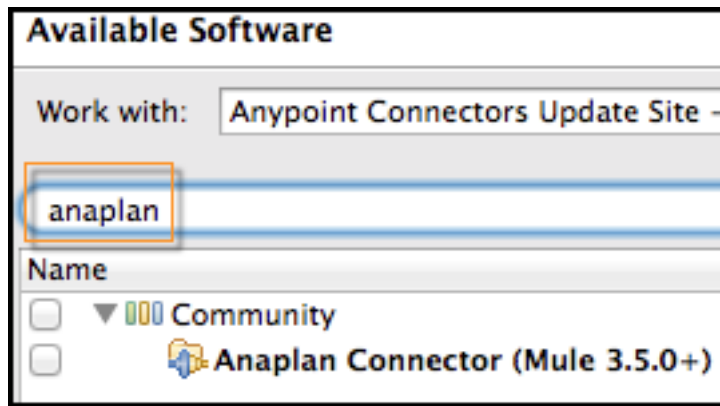 Available Software
Work with: Anypoint Connectors Update Site -
anaplan
Name
Community
Anaplan Connector (Mule 3.5.0+)